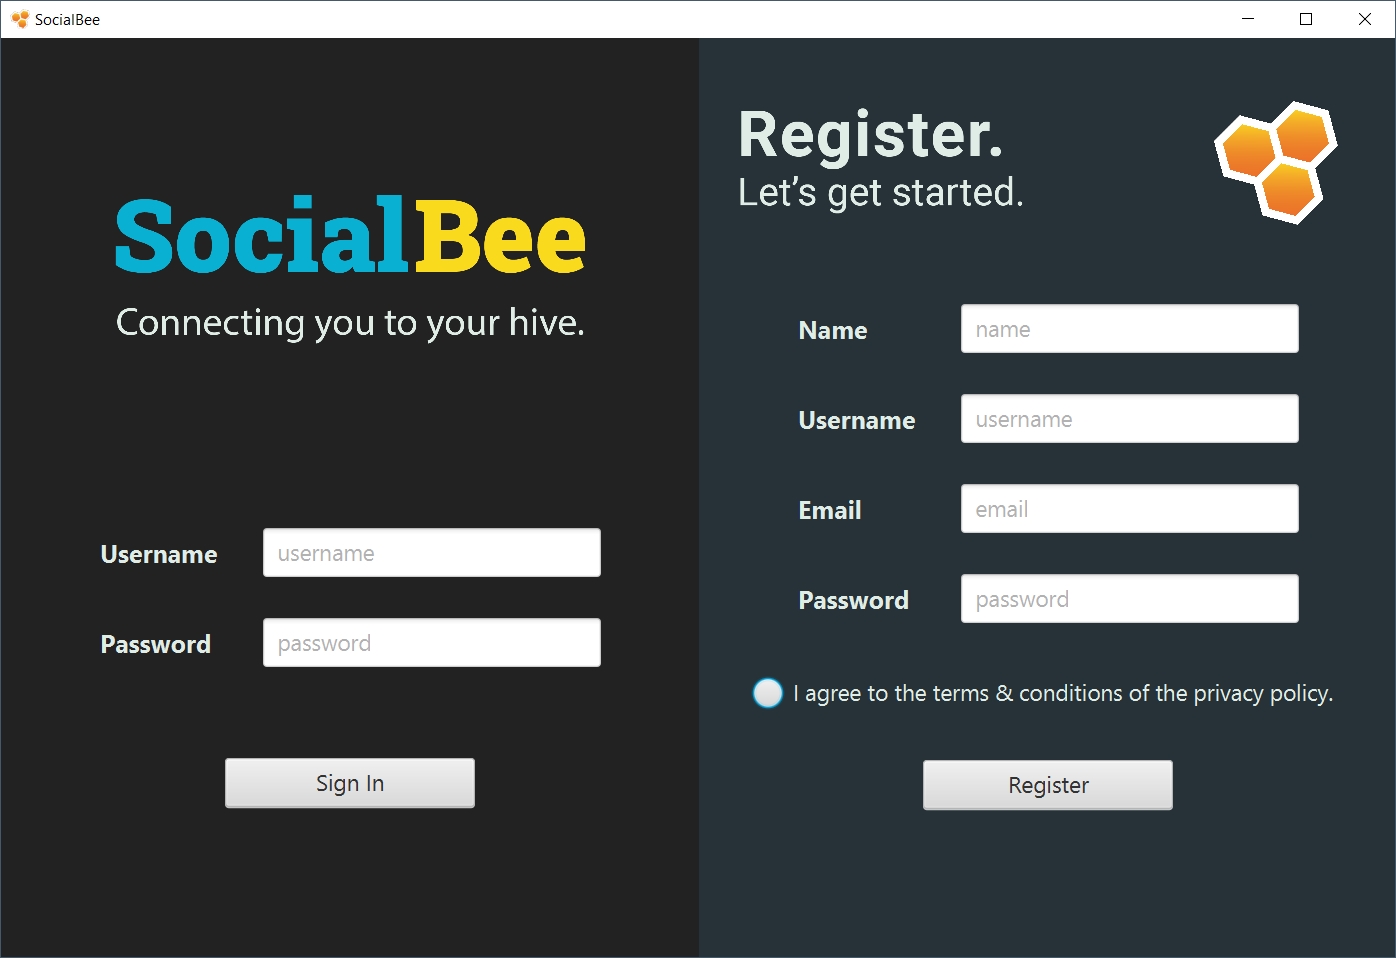 SocialBee
SocialBee
Connecting you to your hive.
Username
username
Password
password
Sign In
Register.
Let’s get started.
Name
name
Username
username
Email
email
Password
password
I agree to the terms & conditions of the privacy policy.
Register